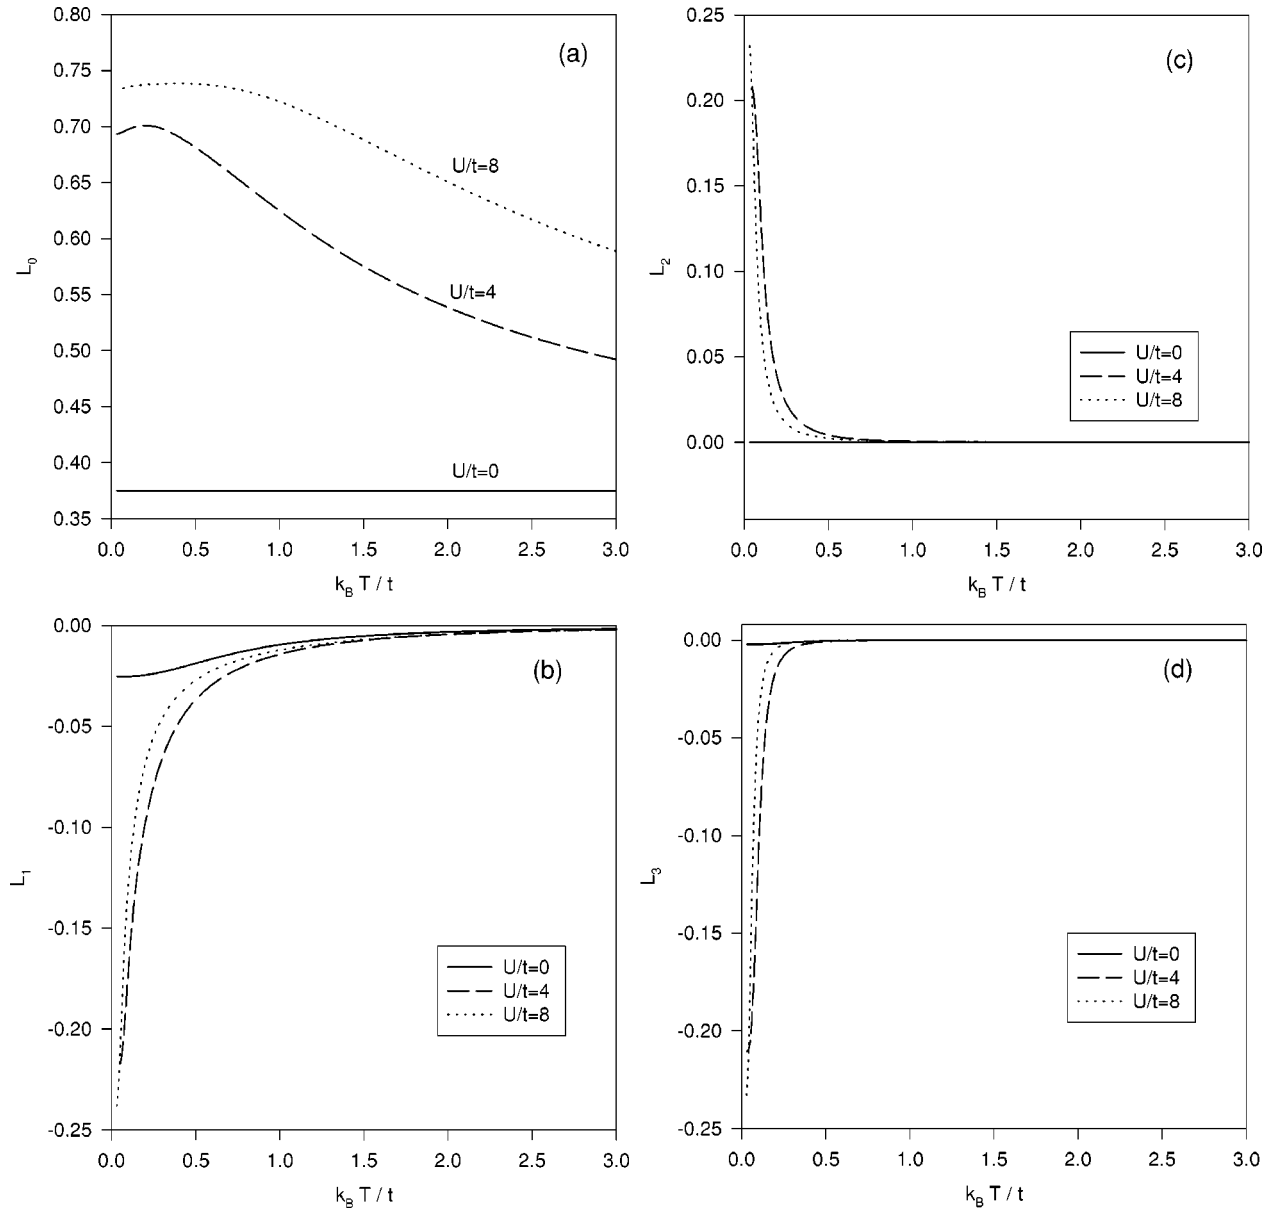 0.80
0.75
0.70
0.65
0.60
0.55
0.50
0.45
0.40
0.35
L0
(a)
U/t=8
U/t=4
U/t=0
0.0 0.5 1.0 1.5 2.0 2.5 3.0
kB T / t
0.25
0.20
0.15
0.10
0.05
0.00
L2
(c)
U/t=0
U/t=4
U/t=8
0.0 0.5 1.0 1.5 2.0 2.5 3.0
kB T / t
0.00
-0.05
-0.10
-0.15
-0.20
-0.25
L1
(b)
U/t=0
U/t=4
U/t=8
0.0 0.5 1.0 1.5 2.0 2.5 3.0
kB T / t
0.00
-0.05
-0.10
-0.15
-0.20
-0.25
L3
(d)
U/t=0
U/t=4
U/t=8
0.0 0.5 1.0 1.5 2.0 2.5 3.0
kB T / t